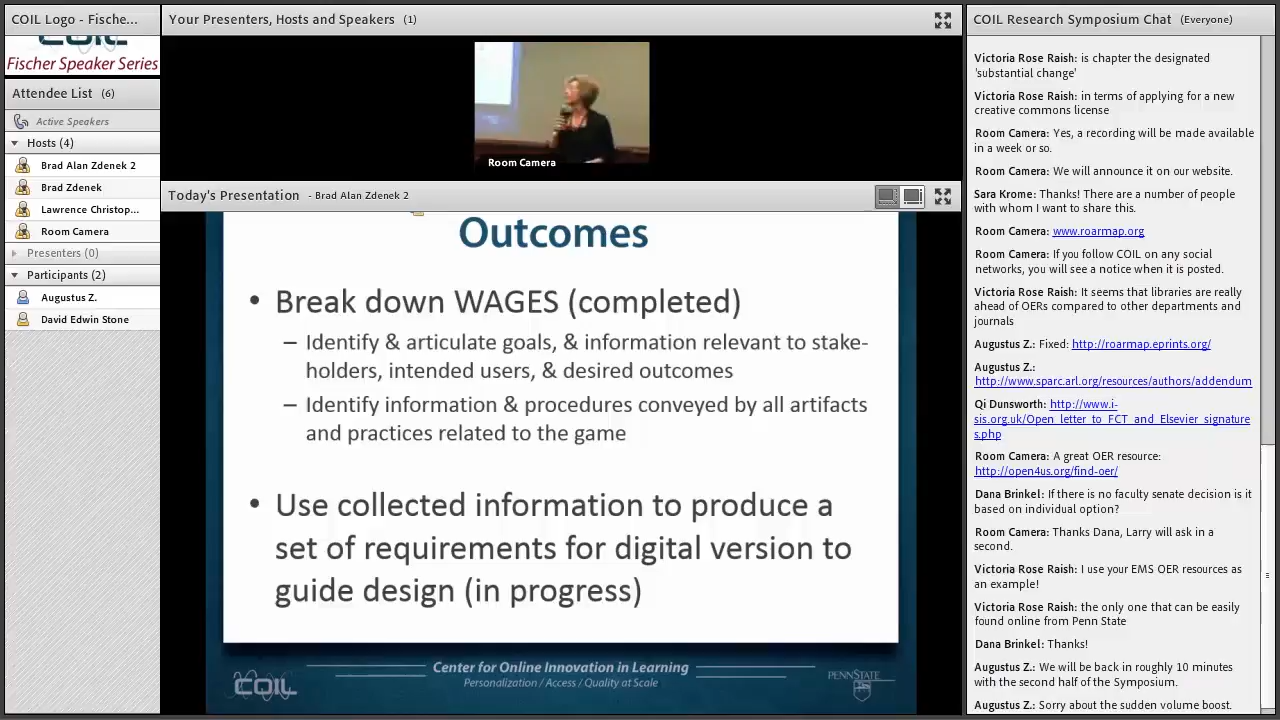 COIL Logo - Fische...
COIL
Fischer Speaker Series
Attendee List (6)
Active Speakers
Hosts (4)
Brad Alan Zdenek 2
Brad Zdenek
Lawrence Christop...
Room Camera
Presenters (0)
Participants (2)
Augustus Z.
David Edwin Stone
Your Presenters, Hosts and Speakers (1)
Room Camera
Today's Presentation - Brad Alan Zdenek 2
Outcomes
• Break down WAGES (completed)
– Identify & articulate goals, & information relevant to stake-
holders, intended users, & desired outcomes
– Identify information & procedures conveyed by all artifacts
and practices related to the game
• Use collected information to produce a
set of requirements for digital version to
guide design (in progress)
COIL
Center for Online Innovation in Learning
Personalization / Access / Quality at Scale
PENNSTATE
COIL Research Symposium Chat (Everyone)
Victoria Rose Raish: is chapter the designated
'substantial change'
Victoria Rose Raish: in terms of applying for a new
creative commons license
Room Camera: Yes, a recording will be made available
in a week or so.
Room Camera: We will announce it on our website.
Sara Krome: Thanks! There are a number of people
with whom I want to share this.
Room Camera: www.roarmap.org
Room Camera: If you follow COIL on any social
networks, you will see a notice when it is posted.
Victoria Rose Raish: It seems that libraries are really
ahead of OERs compared to other departments and
journals
Augustus Z.: Fixed: http://roarmap.eprints.org/
Augustus Z.:
http://www.sparc.arl.org/resources/authors/addendum
Qi Dunsworth: http://www.i-
sis.org.uk/Open_letter_to_FCT_and_Elsevier_signature
s.php
Room Camera: A great OER resource:
http://open4us.org/find-oer/
Dana Brinkel: If there is no faculty senate decision is it
based on individual option?
Room Camera: Thanks Dana, Larry will ask in a
second.
Victoria Rose Raish: I use your EMS OER resources as
an example!
Victoria Rose Raish: the only one that can be easily
found online from Penn State
Dana Brinkel: Thanks!
Augustus Z.: We will be back in roughly 10 minutes
with the second half of the Symposium.
Augustus Z.: Sorry about the sudden volume boost.